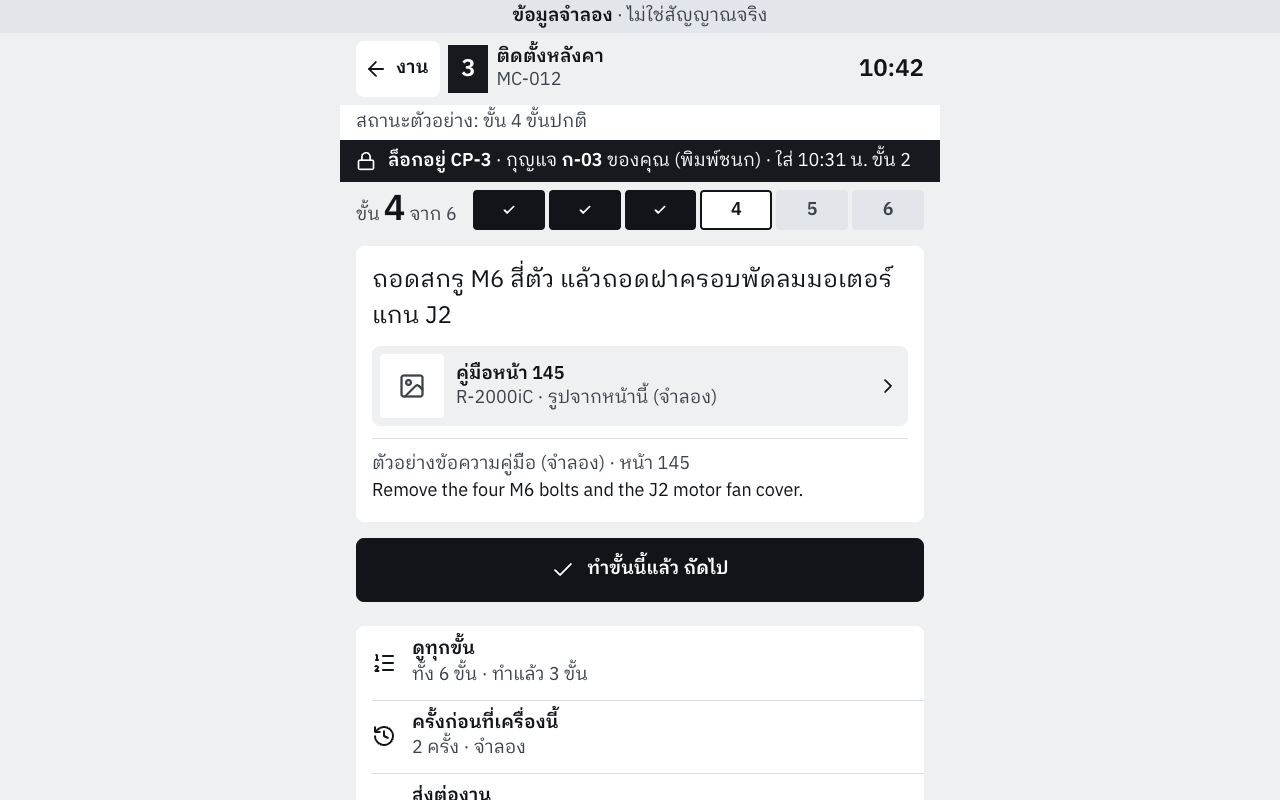 ข้อมูลจำลอง · ไม่ใช่สัญญาณจริง
งาน
3
ติดตั้งหลังคา
MC-012
10:42
สถานะตัวอย่าง: ขั้น 4 ขั้นปกติ
ล็อกอยู่ CP-3 · กุญแจ ก-03 ของคุณ (พิมพ์ชนก) · ใส่ 10:31 น. ขั้น 2
ขั้น 4 จาก 6
4
5
6
ถอดสกรู M6 สี่ตัว แล้วถอดฝาครอบพัดลมมอเตอร์
แกน J2
คู่มือหน้า 145
R-2000iC · รูปจากหน้านี้ (จำลอง)
ตัวอย่างข้อความคู่มือ (จำลอง) · หน้า 145
Remove the four M6 bolts and the J2 motor fan cover.
ทำขั้นนี้แล้ว ถัดไป
ดูทุกขั้น
ทั้ง 6 ขั้น · ทำแล้ว 3 ขั้น
ครั้งก่อนที่เครื่องนี้
2 ครั้ง · จำลอง
ส่งต่องาน